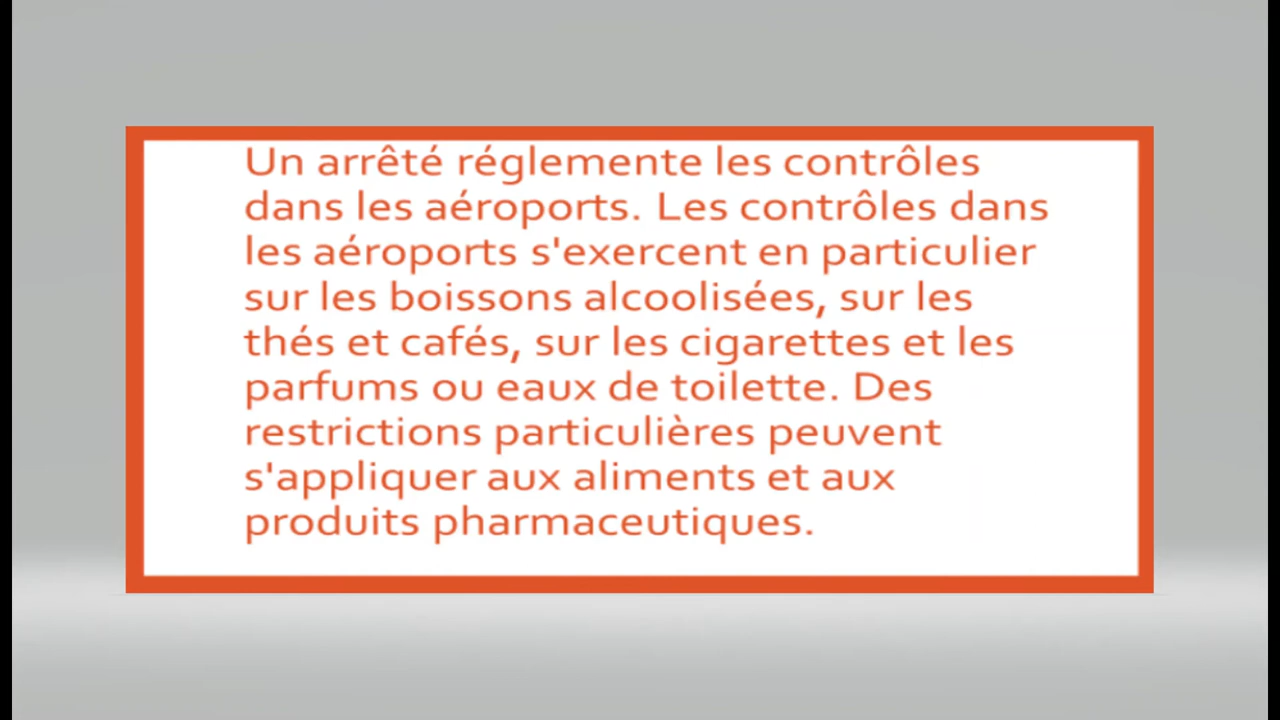 Un arrêté réglemente les contrôles
dans les aéroports. Les contrôles dans
les aéroports s'exercent en particulier
sur les boissons alcoolisées, sur les
thés et cafés, sur les cigarettes et les
parfums ou eaux de toilette. Des
restrictions particulières peuvent
s'appliquer aux aliments et aux
produits pharmaceutiques.